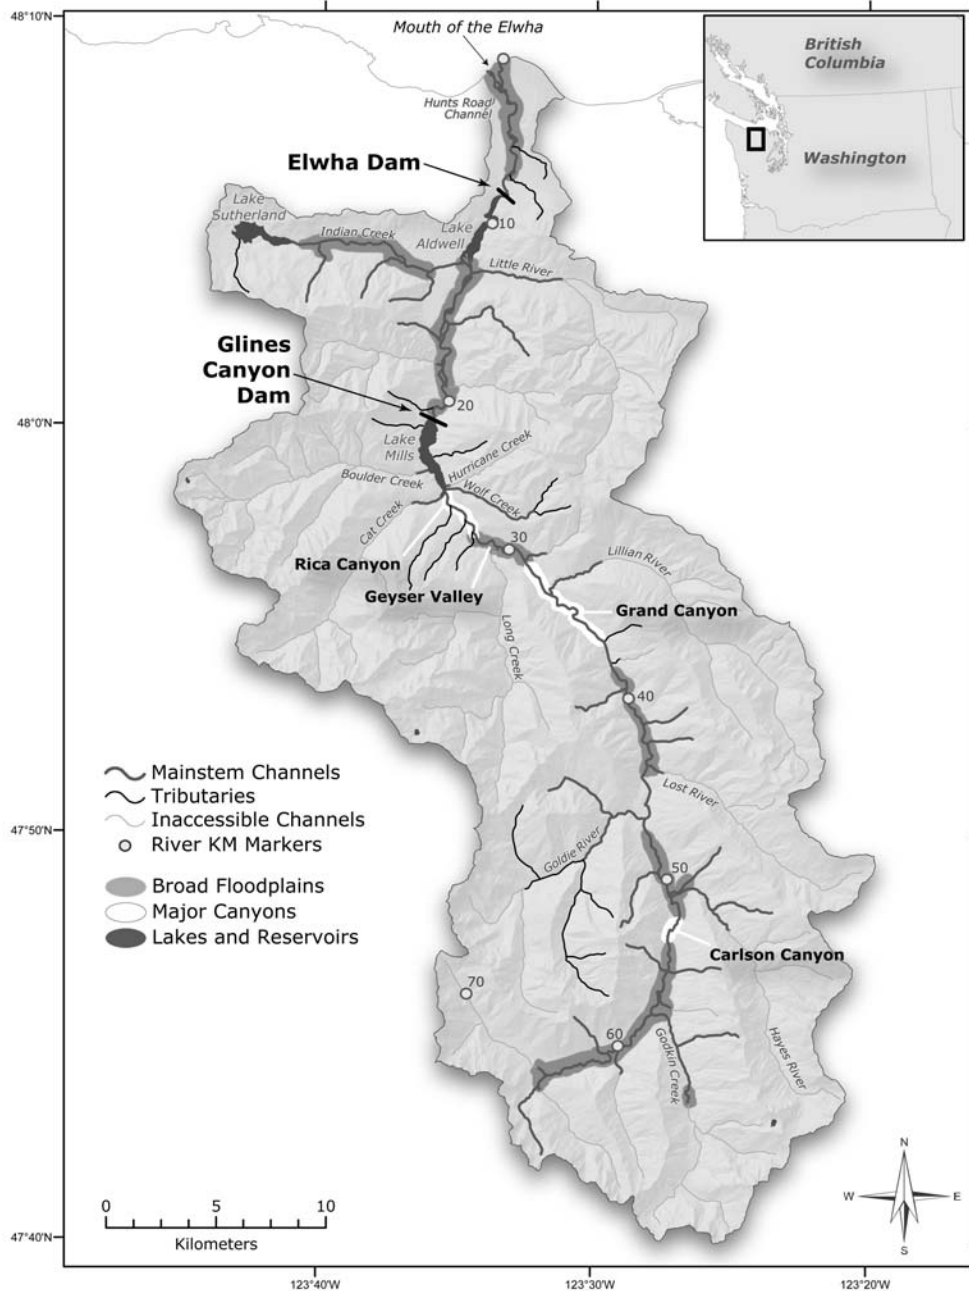 48°10'N
Mouth of the Elwha
British
Columbia
Hunts Road
Channel
Washington
Elwha Dam
Lake
Sutherland
10
Lake
Aldwell
Indian Creek
Little River
Glines
Canyon
Dam
20
48°0'N
Lake
Mills
Hurricane Creek
Boulder Creek
Wolf Creek
Cat Creek
30
Lillian River
Rica Canyon
Geyser Valley
Grand Canyon
Long Creek
40
Mainstem Channels
Tributaries
Inaccessible Channels
River KM Markers
Lost River
47°50'N
Goldie River
50
Broad Floodplains
Major Canyons
Lakes and Reservoirs
Carlson Canyon
70
60
Godkin Creek
Hayes River
N
W
E
S
0
5
10
Kilometers
47°40'N
123°40'W
123°30'W
123°20'W